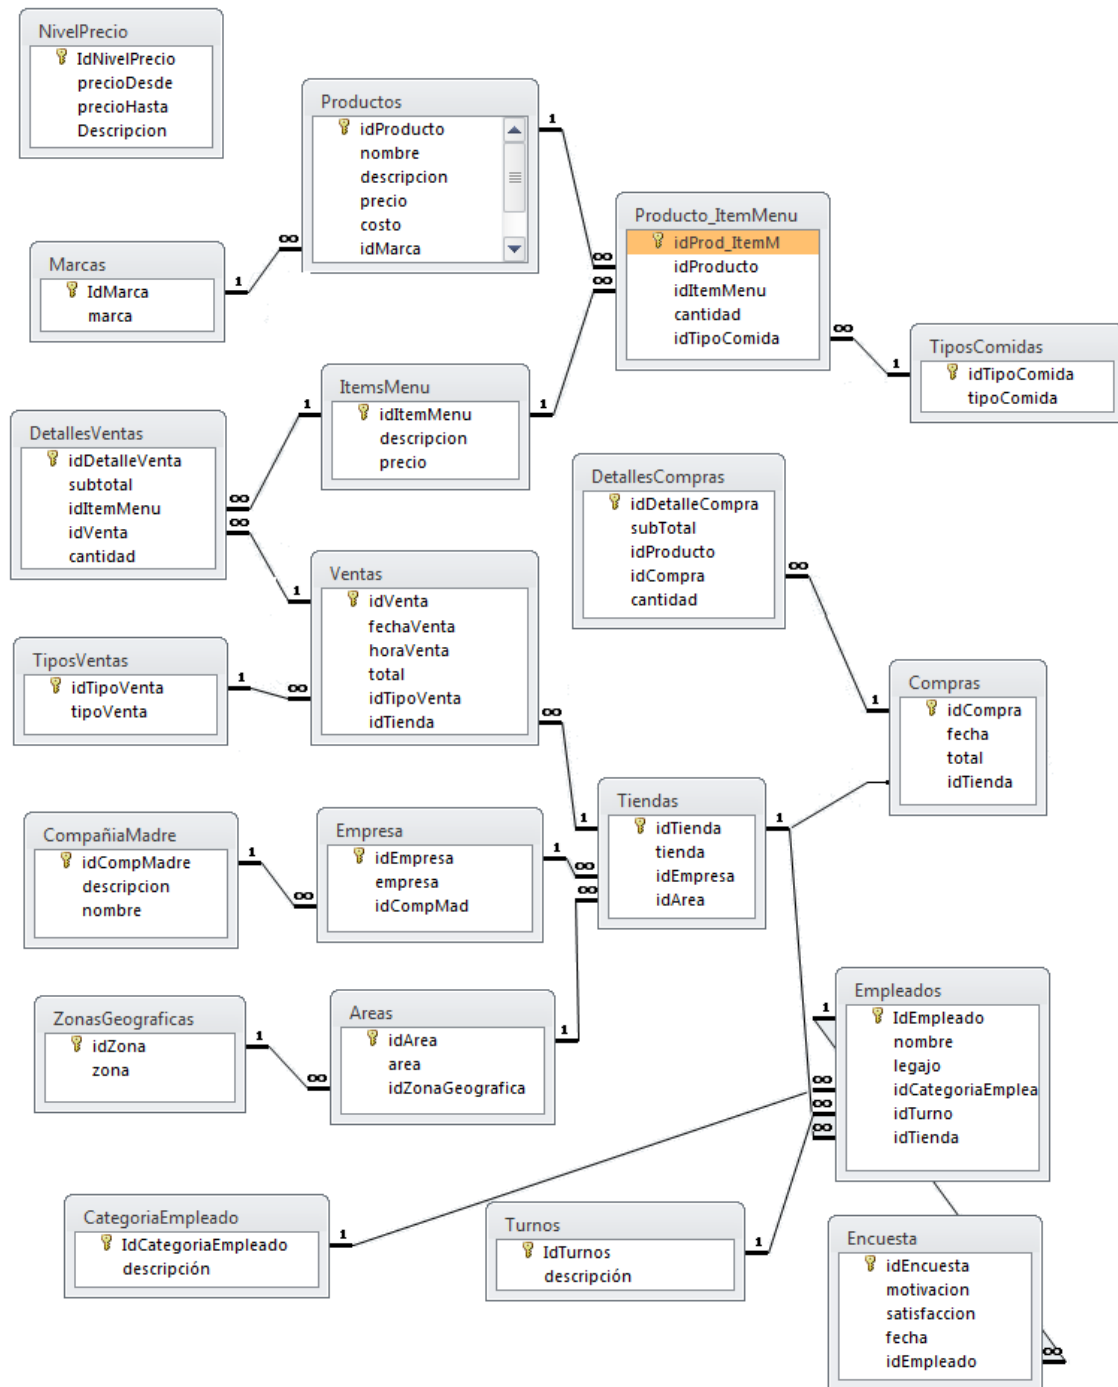 NivelPrecio
IdNivelPrecio
precioDesde
precioHasta
Descripcion
Productos
idProducto
nombre
descripcion
precio
costo
idMarca
1
∞
Marcas
IdMarca
marca
1
∞
∞
Producto_ItemMenu
idProd_ItemM
idProducto
idItemMenu
cantidad
idTipoComida
∞
1
TiposComidas
idTipoComida
tipoComida
ItemsMenu
idItemMenu
descripcion
precio
1
1
DetallesVentas
idDetalleVenta
subtotal
idItemMenu
idVenta
cantidad
∞
∞
DetallesCompras
idDetalleCompra
subTotal
idProducto
idCompra
cantidad
∞
Ventas
idVenta
fechaVenta
horaVenta
total
idTipoVenta
idTienda
1
∞
∞
TiposVentas
idTipoVenta
tipoVenta
1
Compras
idCompra
fecha
total
idTienda
1
Tiendas
idTienda
tienda
idEmpresa
idArea
1
∞
∞
1
CompañiaMadre
idCompMadre
descripcion
nombre
1
Empresa
idEmpresa
empresa
idCompMad
∞
1
ZonasGeograficas
idZona
zona
1
Areas
idArea
area
idZonaGeografica
∞
1
Empleados
IdEmpleado
nombre
legajo
idCategoriaEmplea
idTurno
idTienda
1
∞
∞
∞
CategoriaEmpleado
IdCategoriaEmpleado
descripción
1
Turnos
IdTurnos
descripción
1
Encuesta
idEncuesta
motivacion
satisfaccion
fecha
idEmpleado
∞